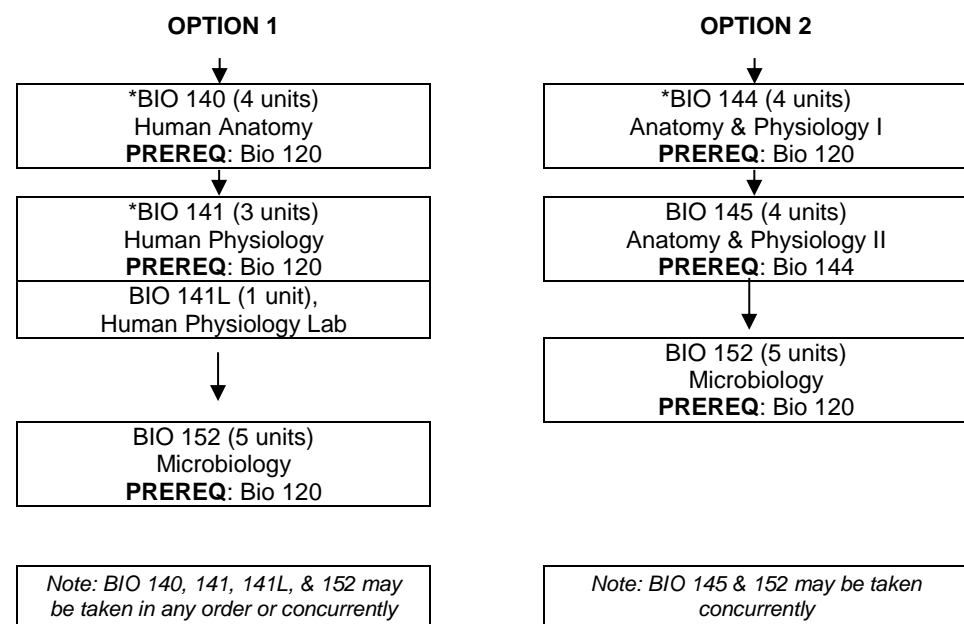 OPTION 1
*BIO 140 (4 units)
Human Anatomy
PREREQ: Bio 120
*BIO 141 (3 units)
Human Physiology
PREREQ: Bio 120
BIO 141L (1 unit),
Human Physiology Lab
BIO 152 (5 units)
Microbiology
PREREQ: Bio 120
Note: BIO 140, 141, 141L, & 152 may
be taken in any order or concurrently
OPTION 2
*BIO 144 (4 units)
Anatomy & Physiology I
PREREQ: Bio 120
BIO 145 (4 units)
Anatomy & Physiology II
PREREQ: Bio 144
BIO 152 (5 units)
Microbiology
PREREQ: Bio 120
Note: BIO 145 & 152 may be taken
concurrently